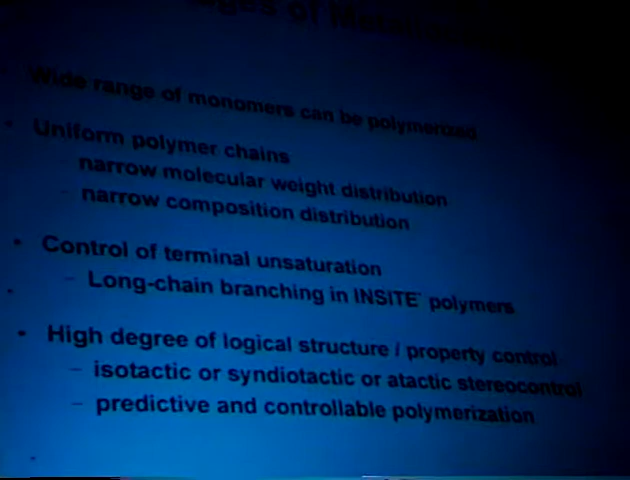 of
Wide range of monomers can be polymerized
• Uniform polymer chains
narrow molecular weight distribution
– narrow composition distribution
• Control of terminal unsaturation
– Long-chain branching in INSITE polymers
• High degree of logical structure / property control
– isotactic or syndiotactic or atactic stereocontrol
– predictive and controllable polymerization